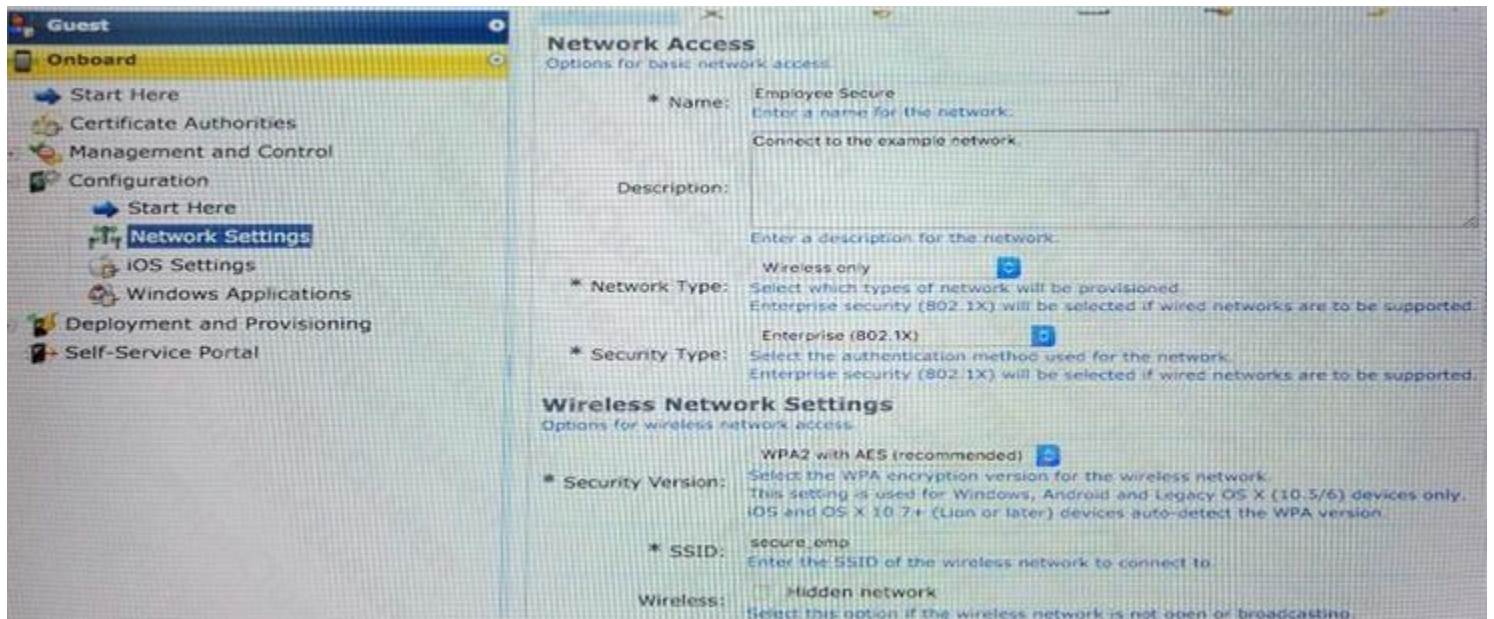 Guest
Onboard
Start Here
Certificate Authorities
Management and Control
Configuration
Start Here
Network Settings
iOS Settings
Windows Applications
Deployment and Provisioning
Self-Service Portal
Network Access
Options for basic network access.
* Name: Employee Secure
Enter a name for the network.
Description: Connect to the example network.
Enter a description for the network.
* Network Type: Wireless only
Select which types of network will be provisioned.
Enterprise security (802.1X) will be selected if wired networks are to be supported.
* Security Type: Enterprise (802.1X)
Select the authentication method used for the network.
Enterprise security (802.1X) will be selected if wired networks are to be supported.
Wireless Network Settings
Options for wireless network access.
* Security Version: WPA2 with AES (recommended)
Select the WPA encryption version for the wireless network.
This setting is used for Windows, Android and Legacy OS X (10.5/6) devices only.
iOS and OS X 10.7+ (Lion or later) devices auto-detect the WPA version.
* SSID: secure_emp
Enter the SSID of the wireless network to connect to.
Wireless: Hidden network
Select this option if the wireless network is not open or broadcasting.